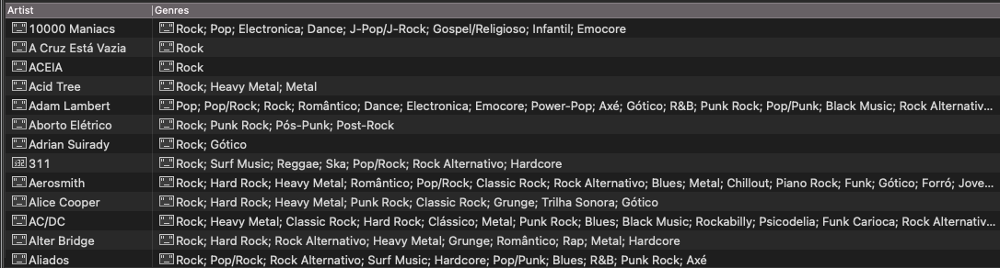 Artist Genres
10000 Maniacs Rock; Pop; Electronica; Dance; J-Pop/J-Rock; Gospel/Religioso; Infantil; Emocore
A Cruz Está Vazia Rock
ACEIA Rock
Acid Tree Rock; Heavy Metal; Metal
Adam Lambert Pop; Pop/Rock; Rock; Romântico; Dance; Electronica; Emocore; Power-Pop; Axé; Gótico; R&B; Punk Rock; Pop/Punk; Black Music; Rock Alternativ...
Aborto Elétrico Rock; Punk Rock; Pós-Punk; Post-Rock
Adrian Suirady Rock; Gótico
311 Rock; Surf Music; Reggae; Ska; Pop/Rock; Rock Alternativo; Hardcore
Aerosmith Rock; Hard Rock; Heavy Metal; Romântico; Pop/Rock; Classic Rock; Rock Alternativo; Blues; Metal; Chillout; Piano Rock; Funk; Gótico; Forró; Jove...
Alice Cooper Rock; Hard Rock; Heavy Metal; Punk Rock; Classic Rock; Grunge; Trilha Sonora; Gótico
AC/DC Rock; Heavy Metal; Classic Rock; Hard Rock; Clássico; Metal; Punk Rock; Blues; Black Music; Rockabilly; Psicodelia; Funk Carioca; Rock Alternativ...
Alter Bridge Rock; Hard Rock; Rock Alternativo; Heavy Metal; Grunge; Romântico; Rap; Metal; Hardcore
Aliados Rock; Pop/Rock; Rock Alternativo; Surf Music; Hardcore; Pop/Punk; Blues; R&B; Punk Rock; Axé